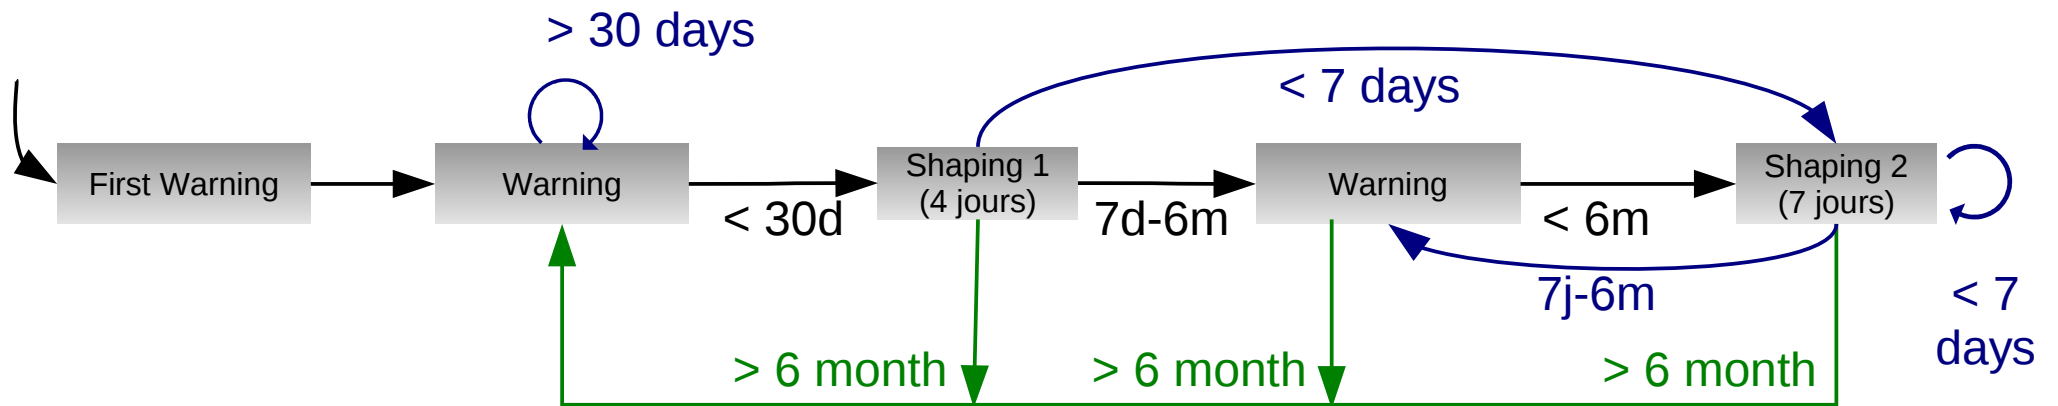 > 30 days
< 7 days
First Warning
Warning
< 30d
Shaping 1
(4 jours)
7d-6m
Warning
< 6m
Shaping 2
(7 jours)
7j-6m
< 7
days
> 6 month
> 6 month
> 6 month